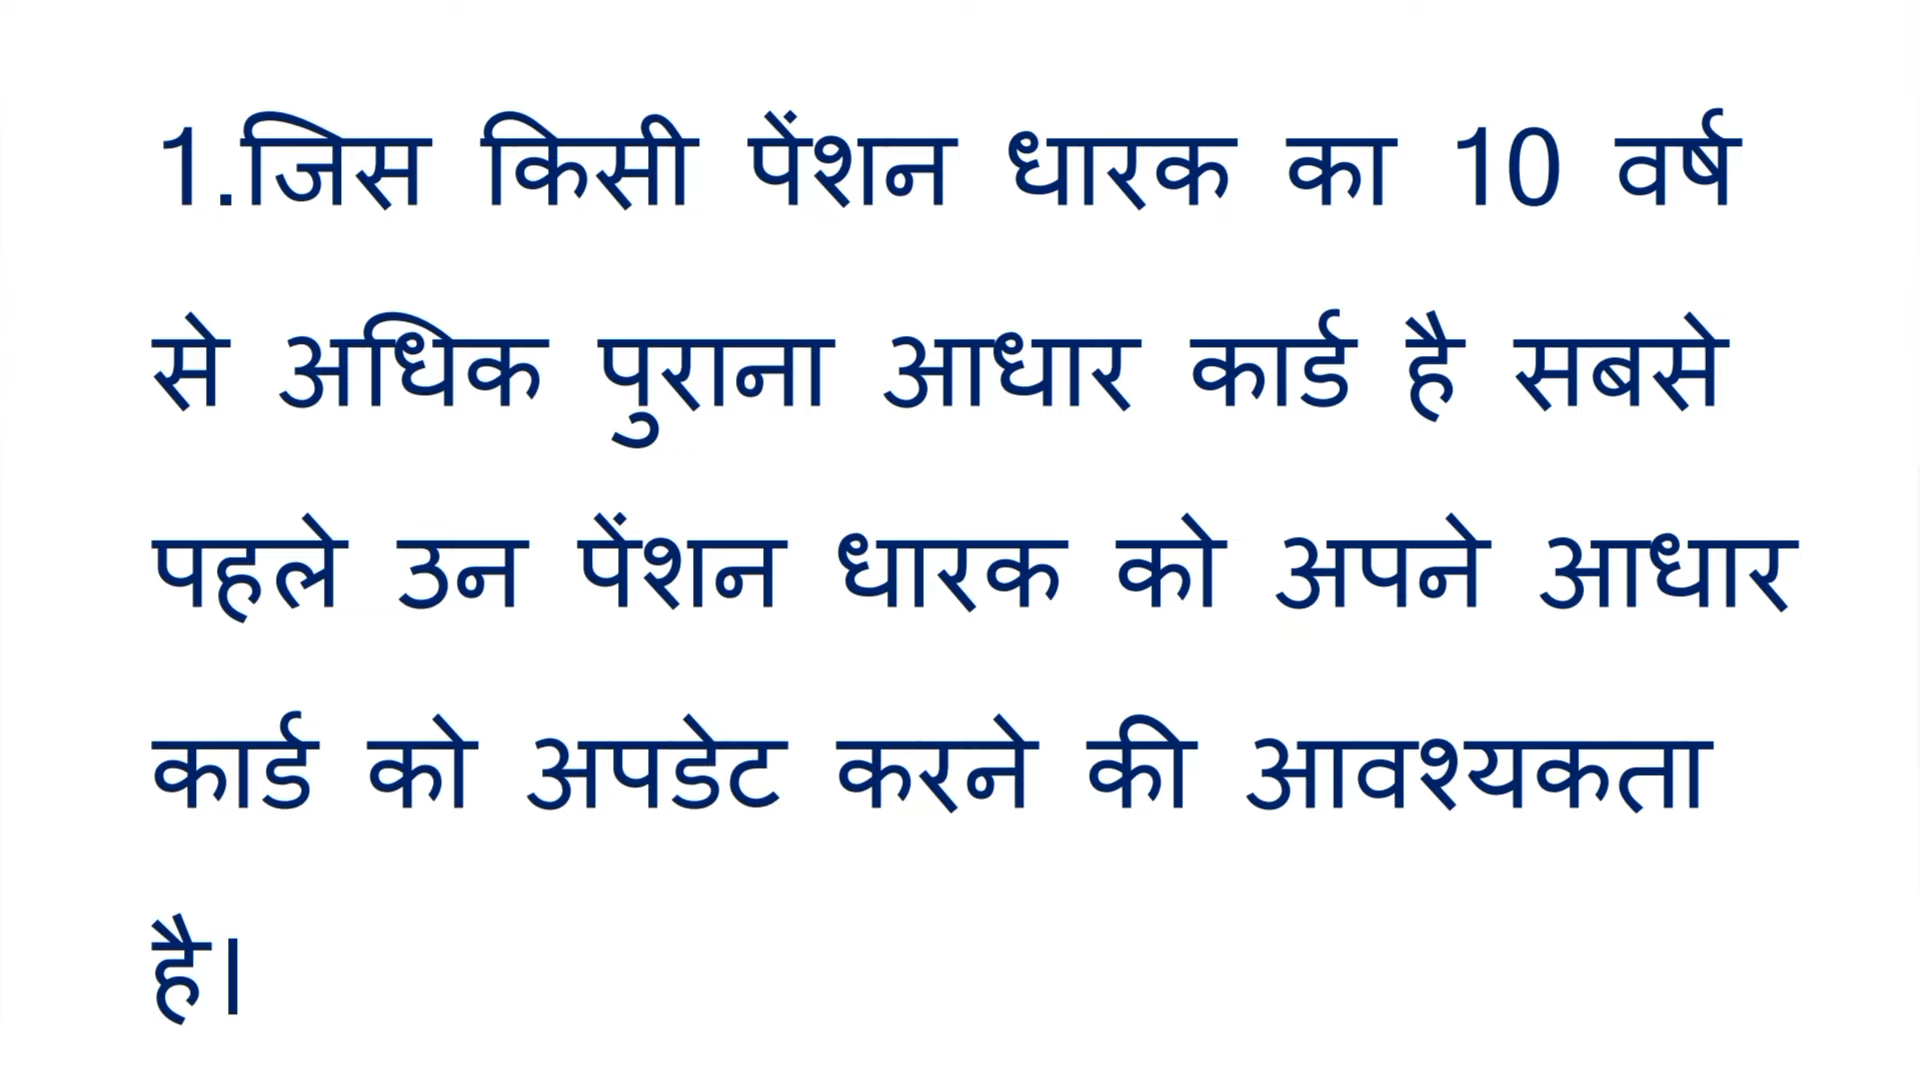 1.जिस किसी पेंशन धारक का 10 वर्ष
से अधिक पुराना आधार कार्ड है सबसे
पहले उन पेंशन धारक को अपने आधार
कार्ड को अपडेट करने की आवश्यकता
है।